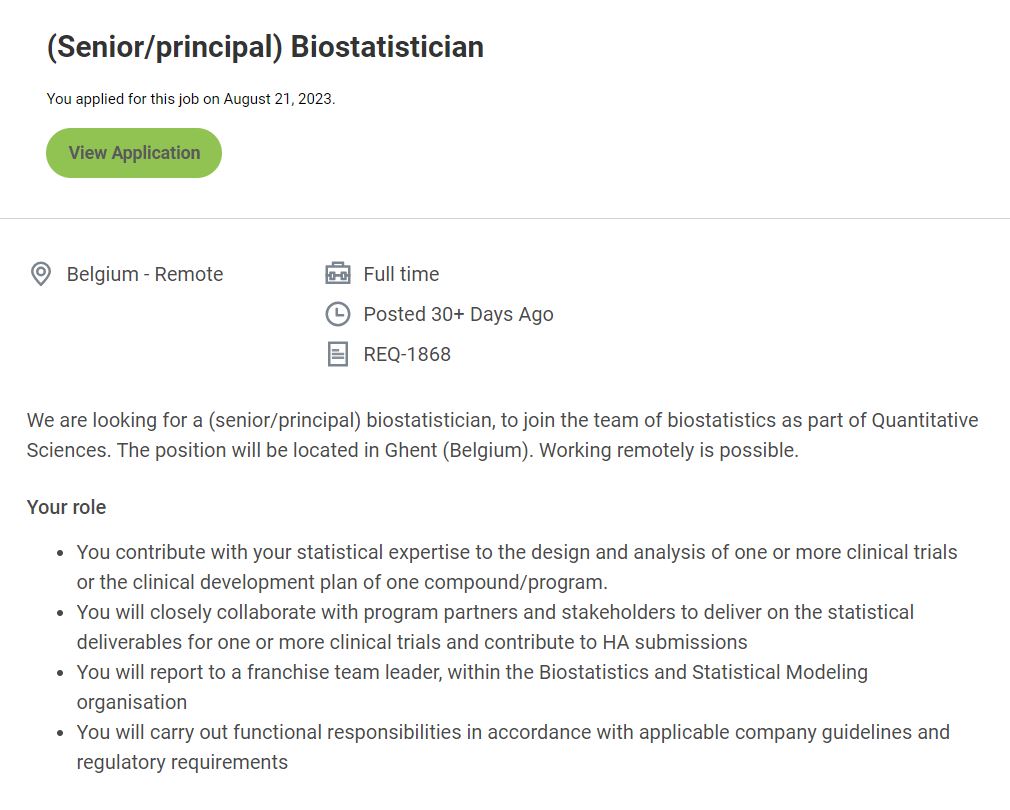 (Senior/principal) Biostatistician
You applied for this job on August 21, 2023.
View Application
Belgium - Remote
Full time
Posted 30+ Days Ago
REQ-1868
We are looking for a (senior/principal) biostatistician, to join the team of biostatistics as part of Quantitative
Sciences. The position will be located in Ghent (Belgium). Working remotely is possible.
Your role
• You contribute with your statistical expertise to the design and analysis of one or more clinical trials
or the clinical development plan of one compound/program.
• You will closely collaborate with program partners and stakeholders to deliver on the statistical
deliverables for one or more clinical trials and contribute to HA submissions
• You will report to a franchise team leader, within the Biostatistics and Statistical Modeling
organisation
• You will carry out functional responsibilities in accordance with applicable company guidelines and
regulatory requirements